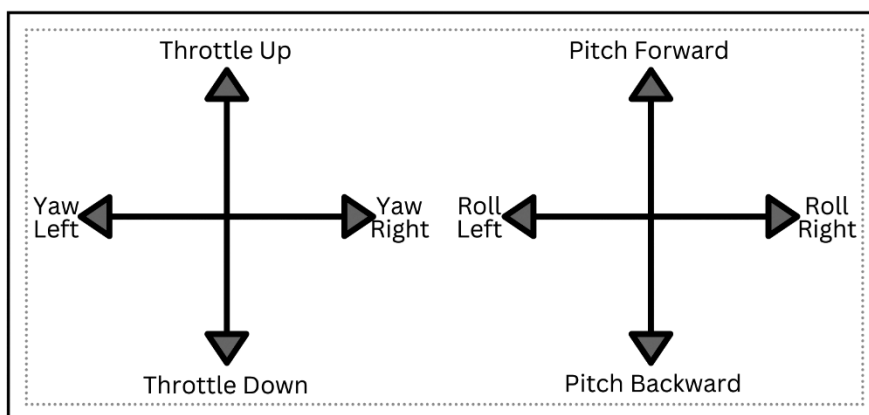 Throttle Up
Yaw
Left
Yaw
Right
Throttle Down
Pitch Forward
Roll
Left
Roll
Right
Pitch Backward